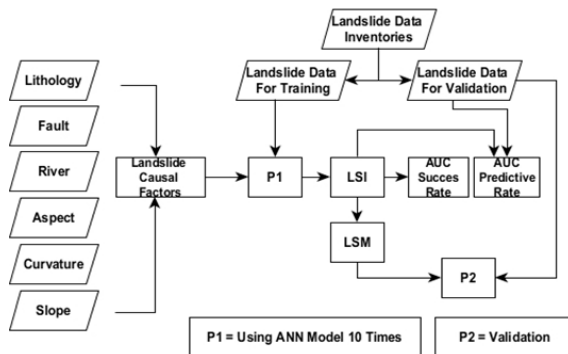 Landslide Data
Inventories
Lithology
Landslide Data
For Training
Landslide Data
For Validation
Fault
River
Landslide
Causal
Factors
P1
LSI
AUC
Succes
Rate
AUC
Predictive
Rate
Aspect
LSM
Curvature
P2
Slope
P1 = Using ANN Model 10 Times
P2 = Validation